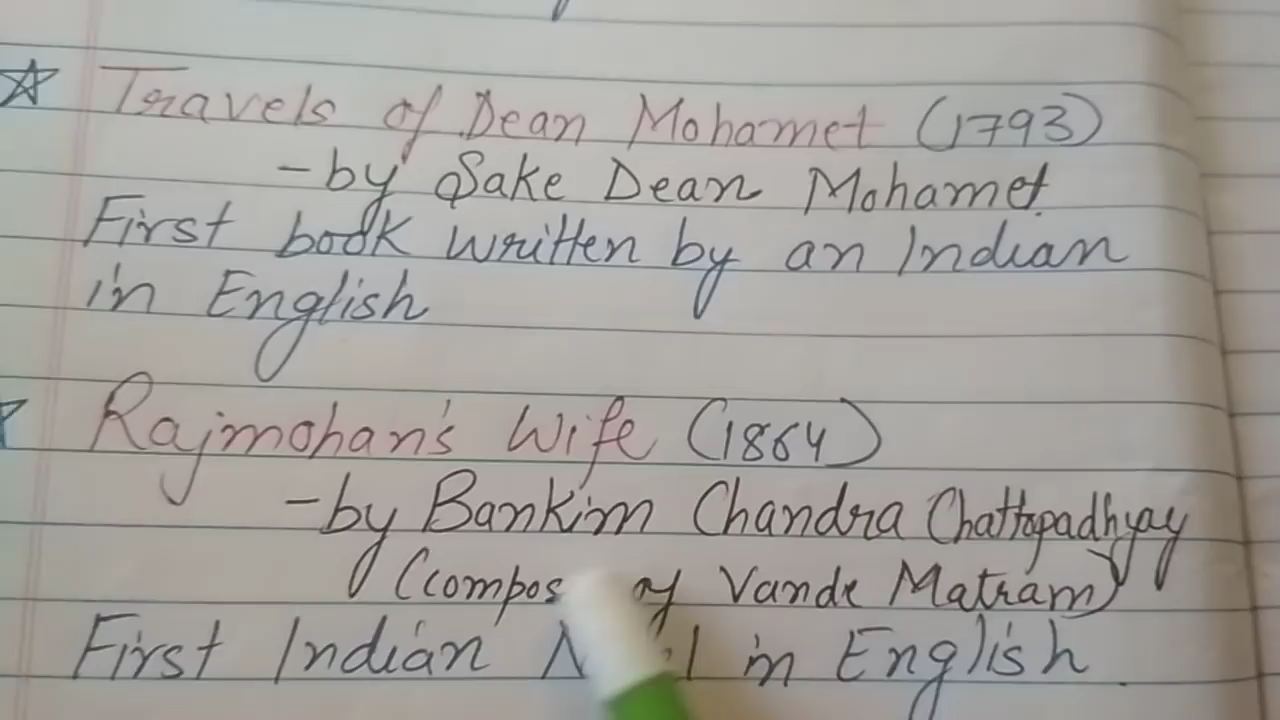 Travels of Dean Mohamet (1793)
-by Sake Dean Mohamet.
First book written by an Indian
in English
Rajmohan's Wife (1864)
-by Bankim Chandra Chattopadhyay
(compos of Vande Matram)
First Indian in English.